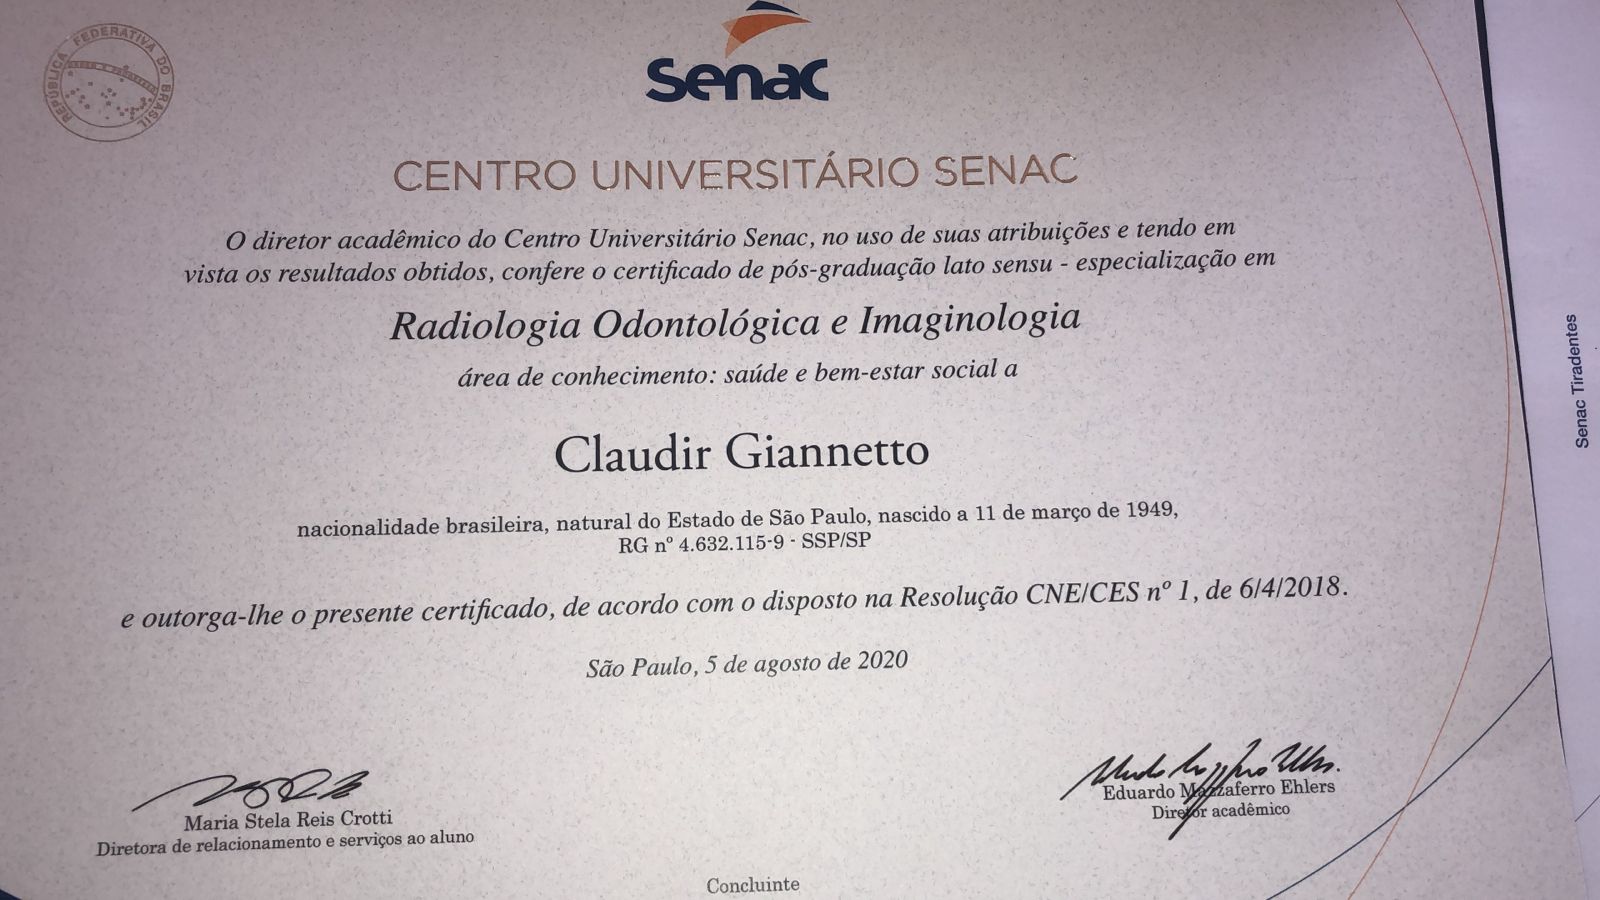 REPÚBLICA FEDERATIVA DO BRASIL
Senac
CENTRO UNIVERSITÁRIO SENAC
O diretor acadêmico do Centro Universitário Senac, no uso de suas atribuições e tendo em
vista os resultados obtidos, confere o certificado de pós-graduação lato sensu - especialização em
Radiologia Odontológica e Imaginologia
área de conhecimento: saúde e bem-estar social a
Claudir Giannetto
nacionalidade brasileira, natural do Estado de São Paulo, nascido a 11 de março de 1949,
RG nº 4.632.115-9 - SSP/SP
e outorga-lhe o presente certificado, de acordo com o disposto na Resolução CNE/CES nº 1, de 6/4/2018.
São Paulo, 5 de agosto de 2020
Maria Stela Reis Crotti
Diretora de relacionamento e serviços ao aluno
Eduardo Mazzaferro Ehlers
Diretor acadêmico
Concluinte
Senac Tiradentes